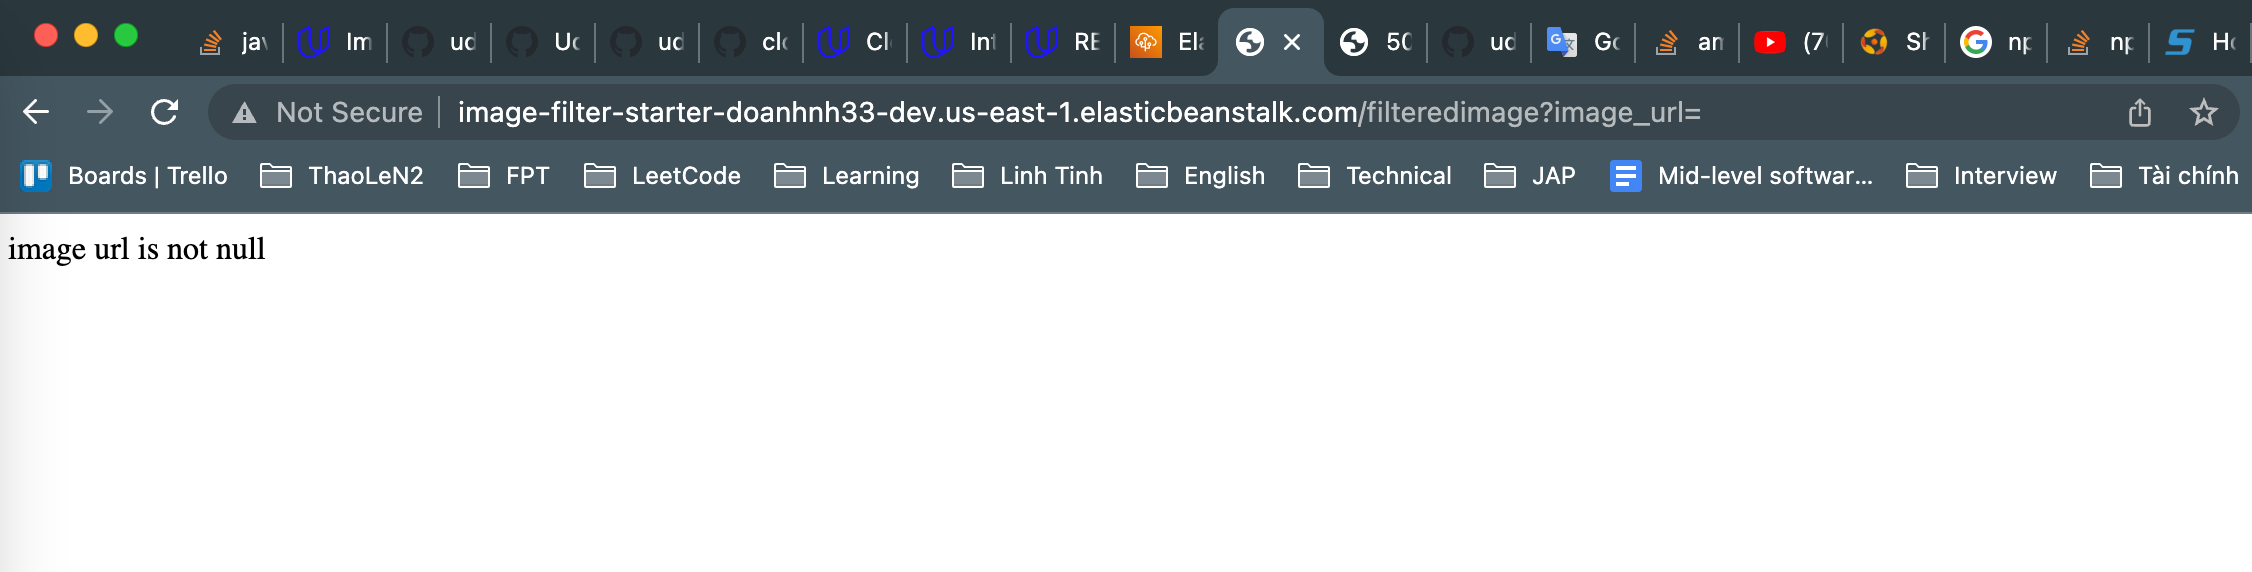 jav Im ud Uc ud clo Cl Int RE Ela 50 ud Go an (7 Sh np np Ho
Not Secure image-filter-starter-doanhnh33-dev.us-east-1.elasticbeanstalk.com/filteredimage?image_url=
Boards | Trello ThaoLeN2 FPT LeetCode Learning Linh Tinh English Technical JAP Mid-level softwar... Interview Tài chính
image url is not null